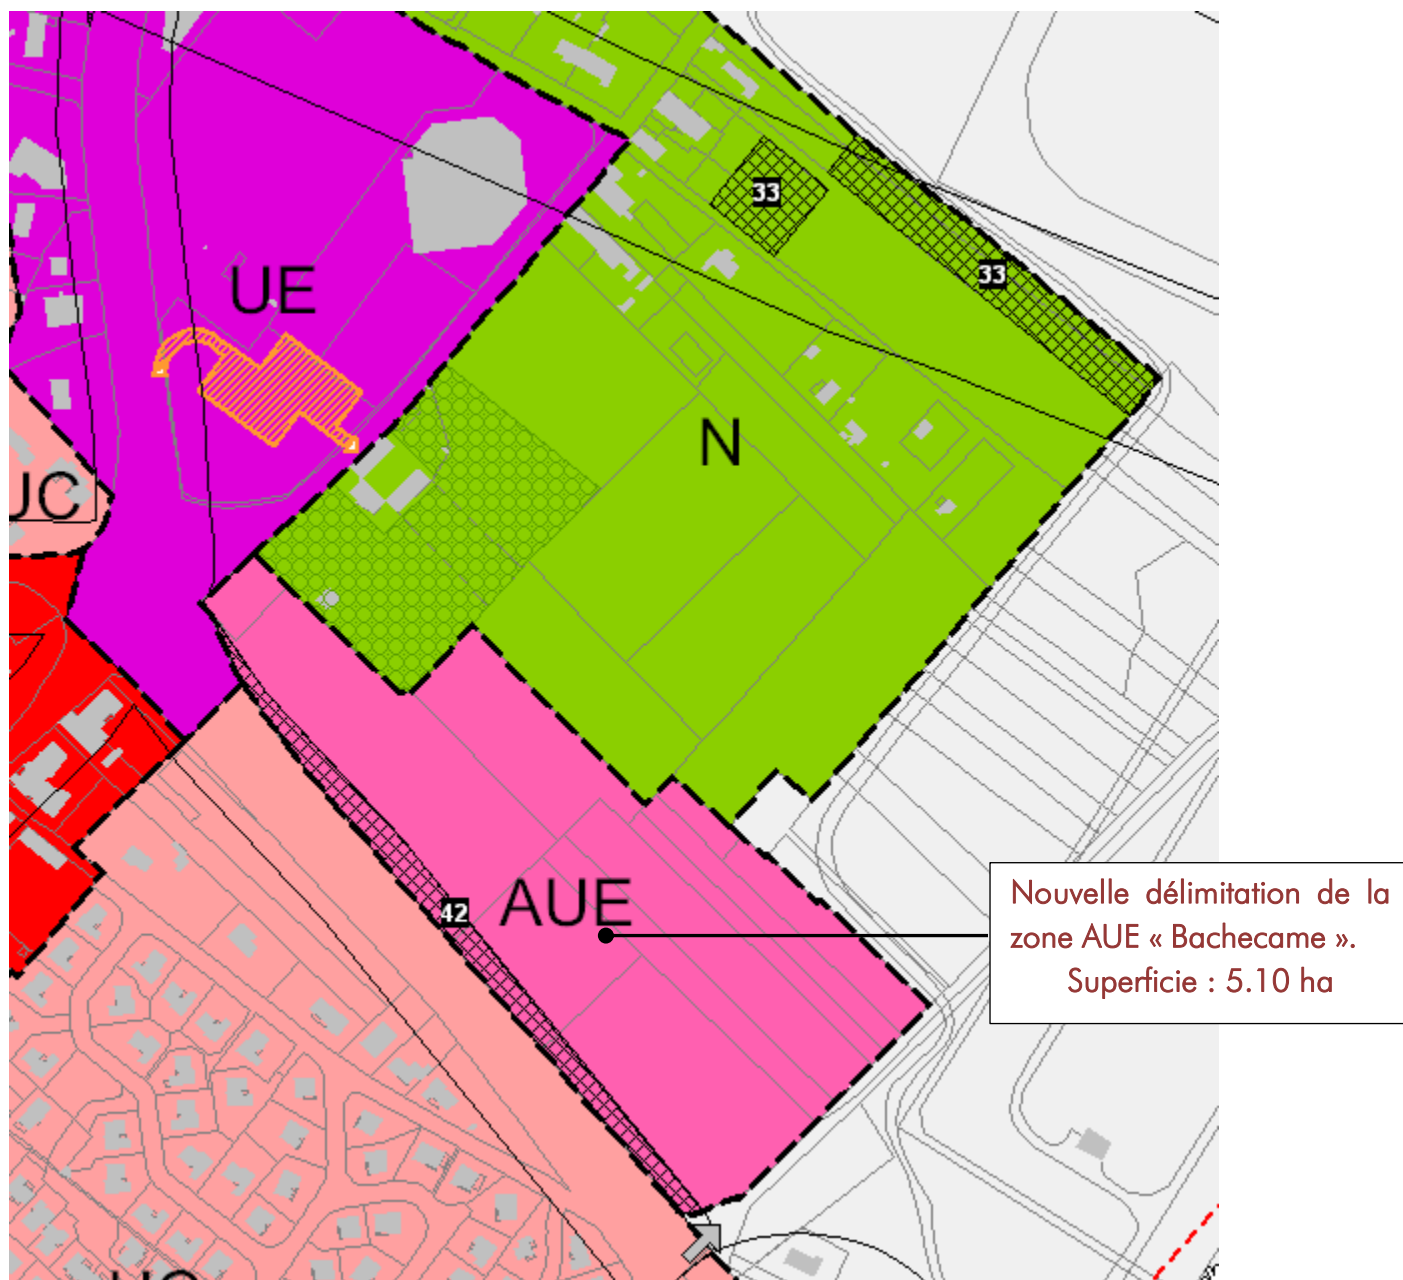 33
33
UE
N
UC
AUE
42
Nouvelle délimitation de la
zone AUE « Bachecame ».
Superficie : 5.10 ha